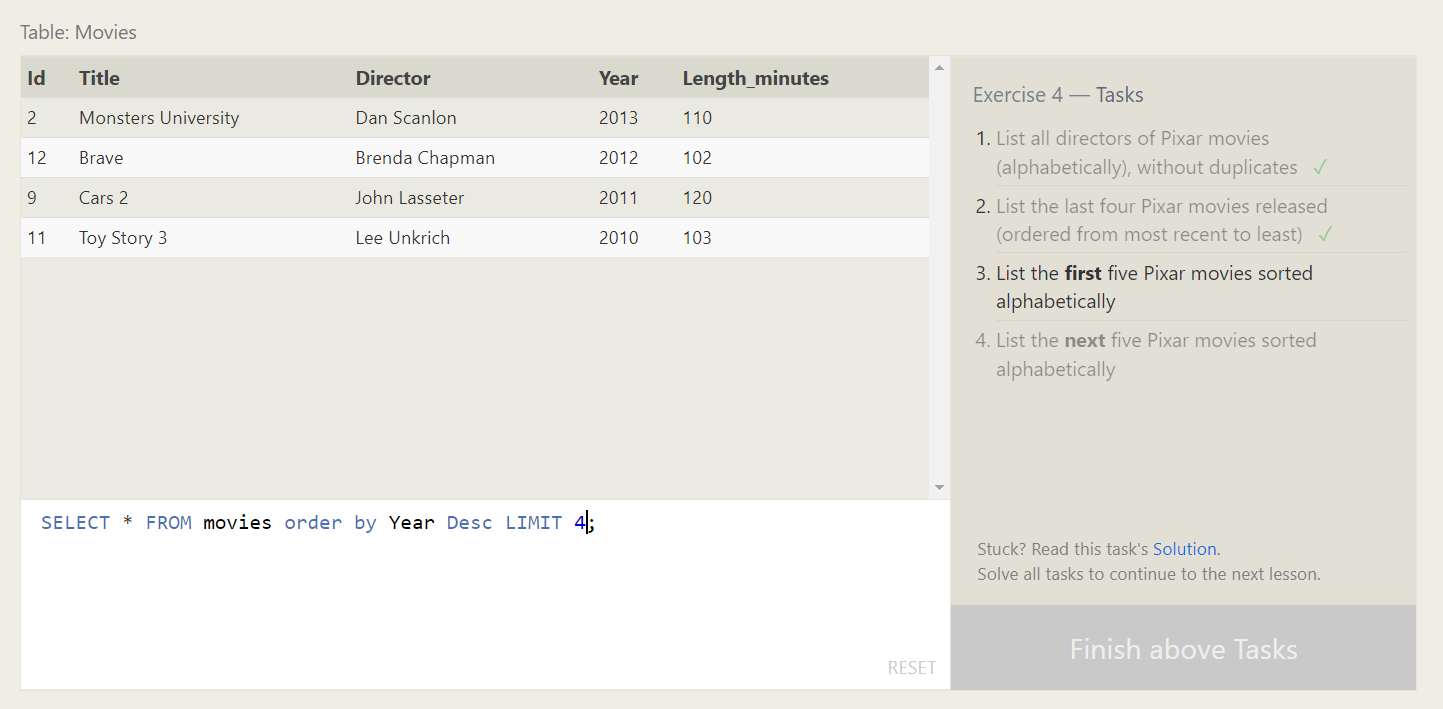 Table: Movies
Id Title Director Year Length_minutes
2 Monsters University Dan Scanlon 2013 110
12 Brave Brenda Chapman 2012 102
9 Cars 2 John Lasseter 2011 120
11 Toy Story 3 Lee Unkrich 2010 103
SELECT * FROM movies order by Year Desc LIMIT 4;
RESET
Exercise 4 — Tasks
1. List all directors of Pixar movies
(alphabetically), without duplicates ✓
2. List the last four Pixar movies released
(ordered from most recent to least) ✓
3. List the first five Pixar movies sorted
alphabetically
4. List the next five Pixar movies sorted
alphabetically
Stuck? Read this task's Solution.
Solve all tasks to continue to the next lesson.
Finish above Tasks